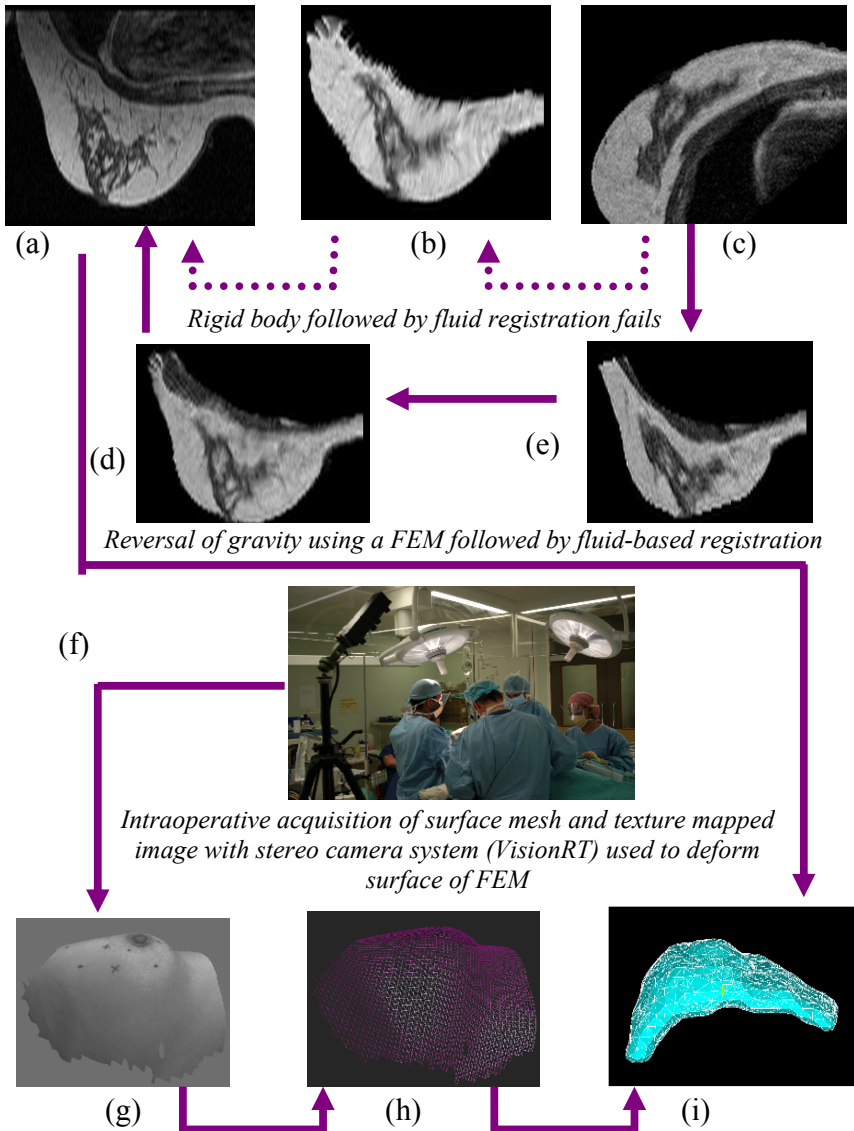 (a)
(b)
(c)
Rigid body followed by fluid registration fails
(d)
(e)
Reversal of gravity using a FEM followed by fluid-based registration
(f)
Intraoperative acquisition of surface mesh and texture mapped
image with stereo camera system (VisionRT) used to deform
surface of FEM
(g)
(h)
(i)